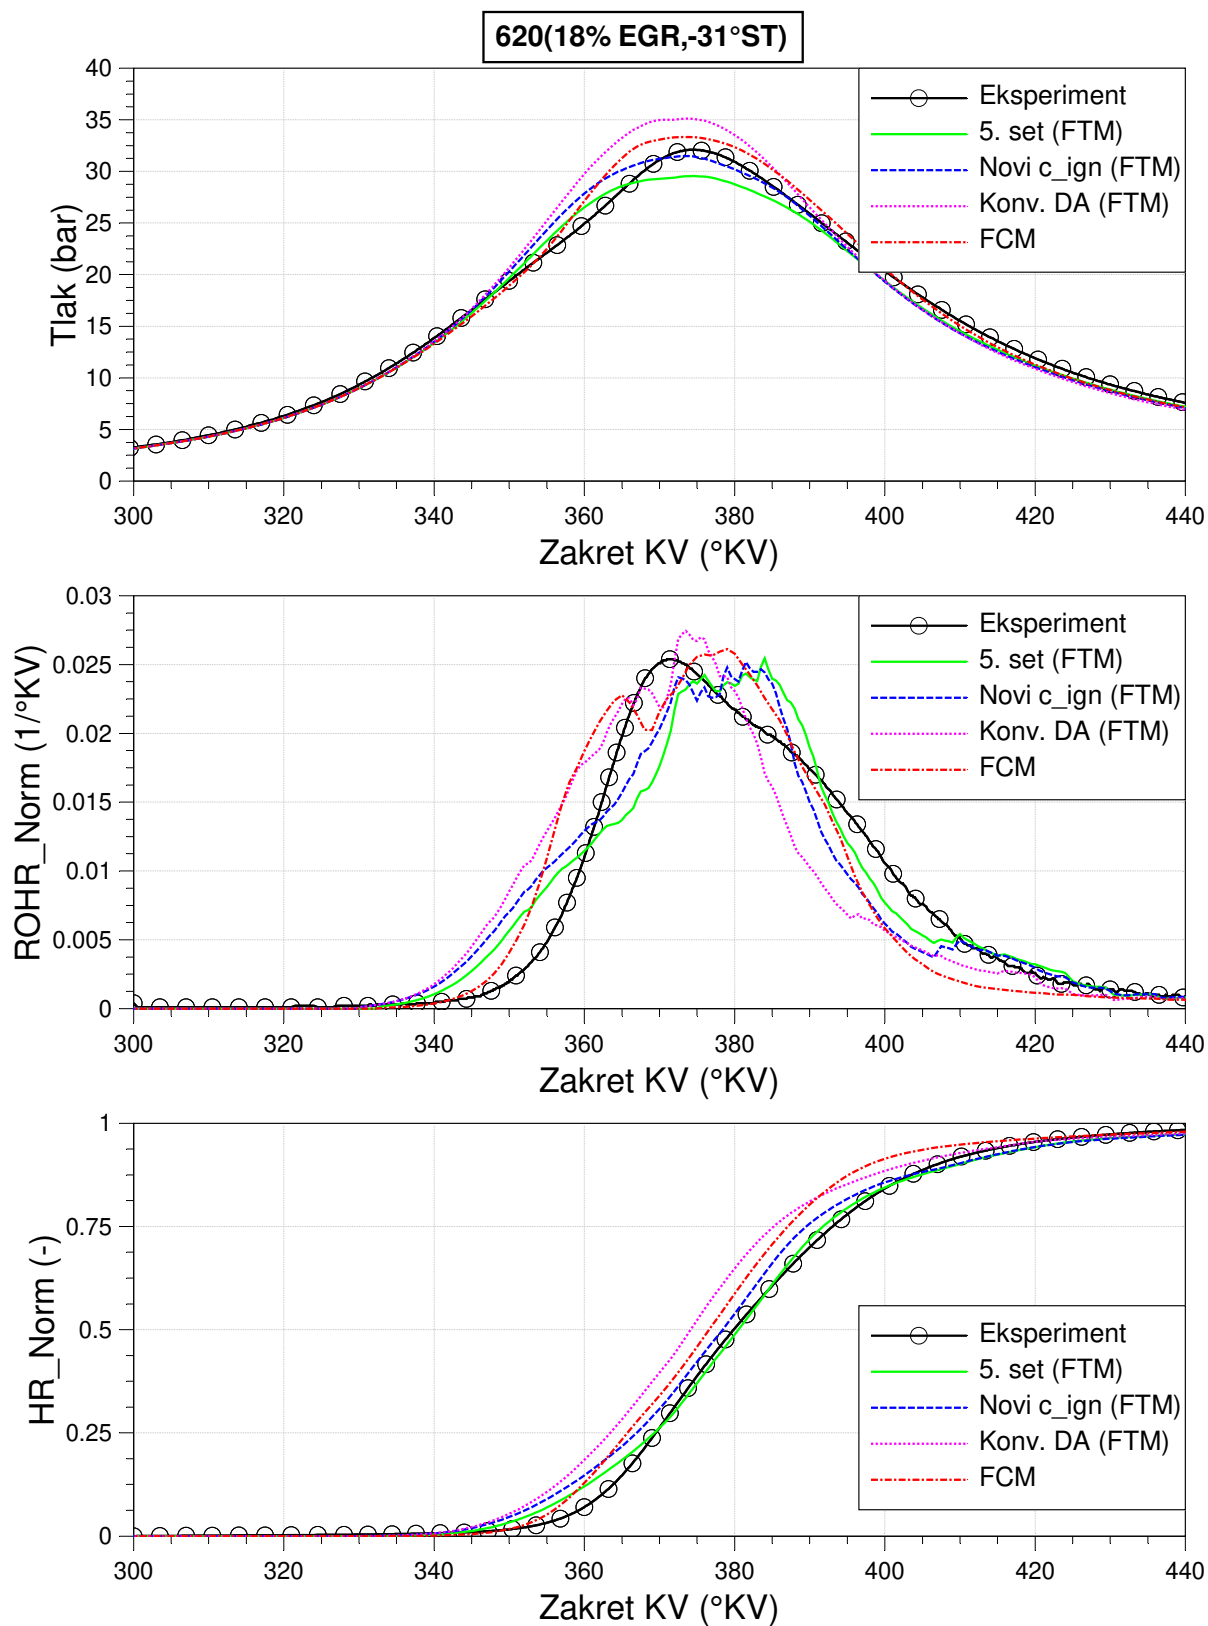 620(18% EGR,-31°ST)
40
35
30
25
20
15
10
5
0
Tlak (bar)
Eksperiment
5. set (FTM)
Novi c_ign (FTM)
Konv. DA (FTM)
FCM
300 320 340 360 380 400 420 440
Zakret KV (°KV)
0.03
0.025
0.02
0.015
0.01
0.005
0
ROHR_Norm (1/°KV)
Eksperiment
5. set (FTM)
Novi c_ign (FTM)
Konv. DA (FTM)
FCM
300 320 340 360 380 400 420 440
Zakret KV (°KV)
1
0.75
0.5
0.25
0
HR_Norm (-)
Eksperiment
5. set (FTM)
Novi c_ign (FTM)
Konv. DA (FTM)
FCM
300 320 340 360 380 400 420 440
Zakret KV (°KV)